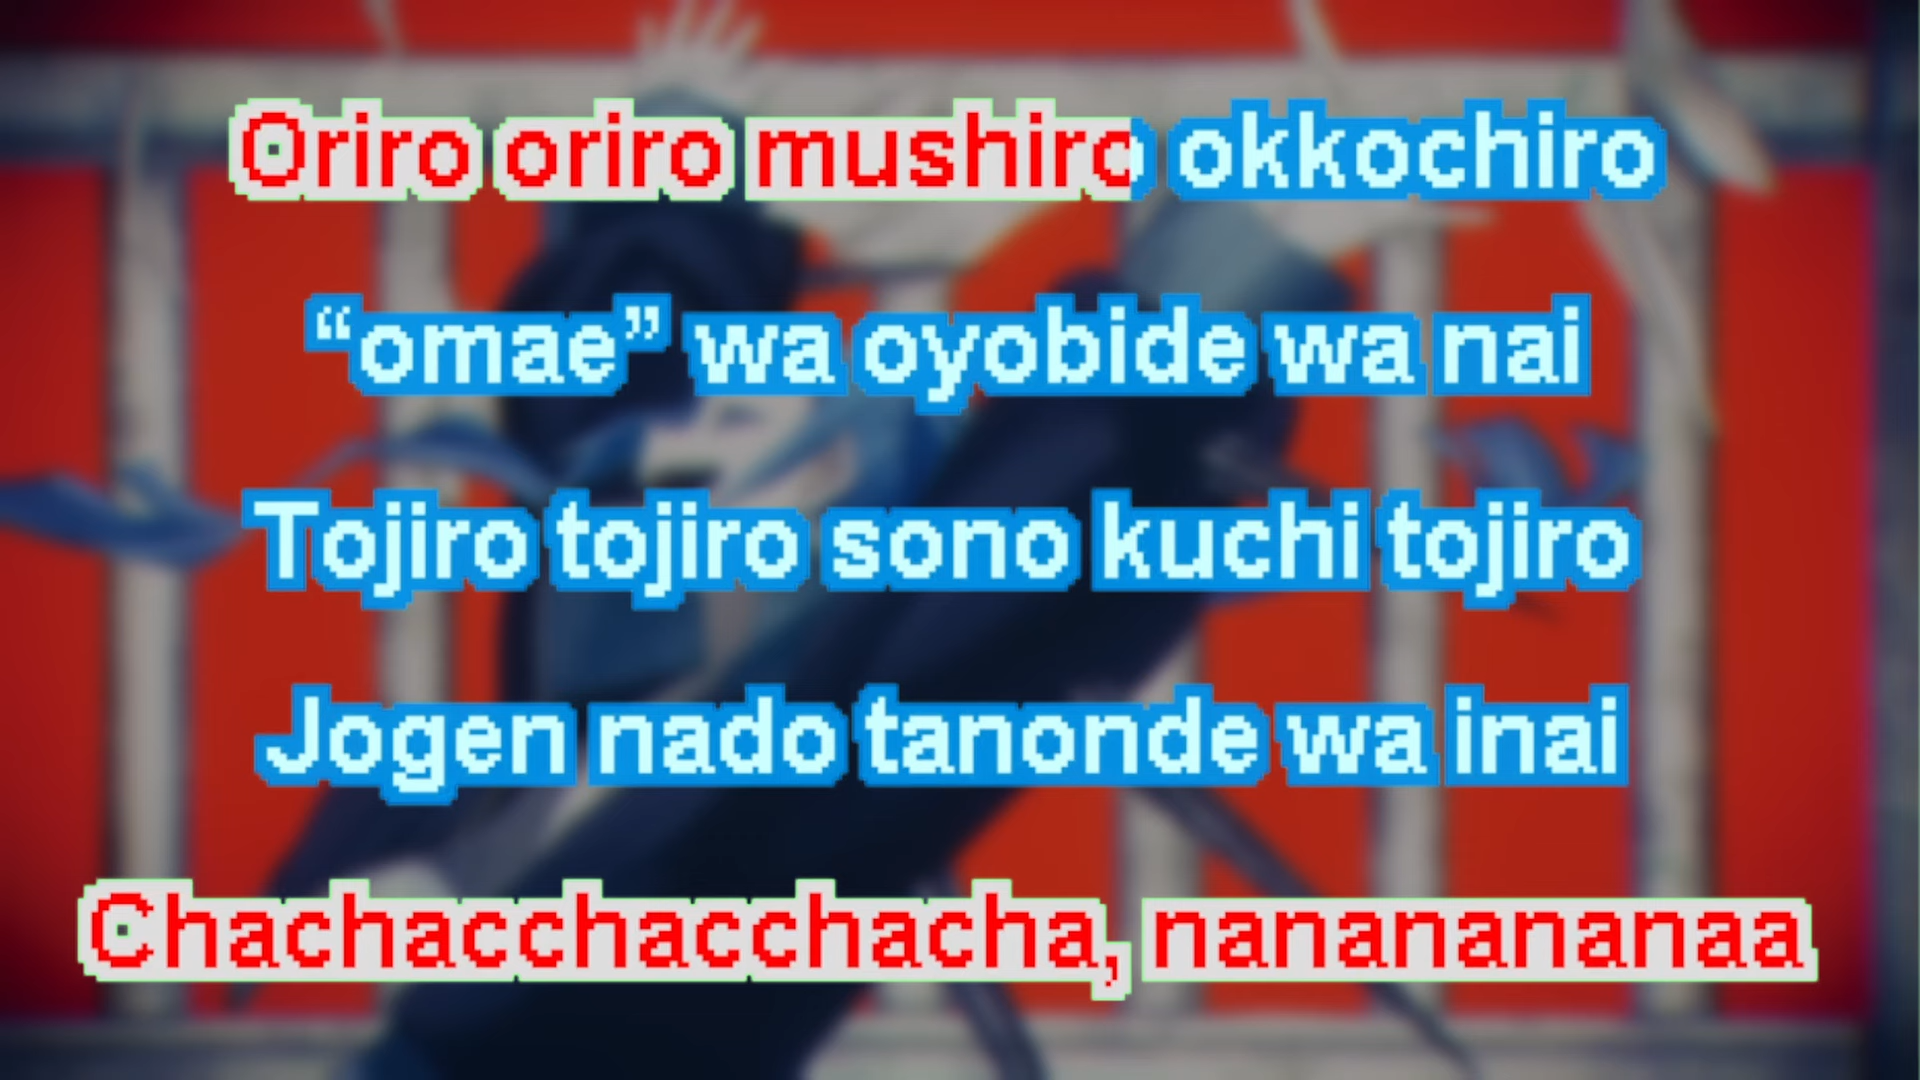 Oriro oriro mushiro okkochiro
“omae” wa oyobide wa nai
Tojiro tojiro sono kuchi tojiro
Jogen nado tanonde wa inai
Chachacchacchacha, nanananananaa